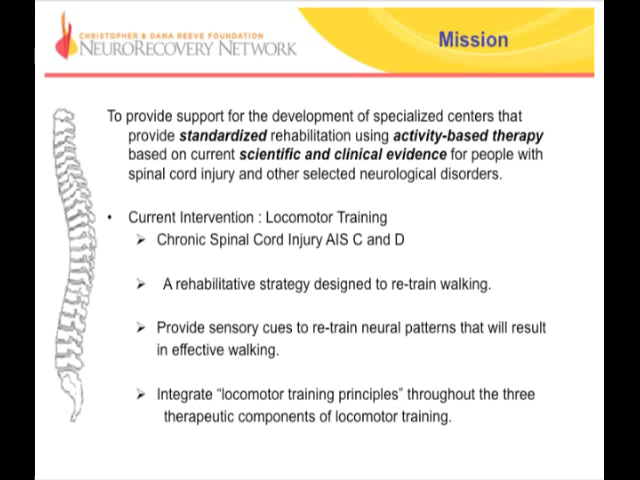 CHRISTOPHER & DANA REEVE FOUNDATION
NEURORECOVERY NETWORK
Mission
To provide support for the development of specialized centers that
provide standardized rehabilitation using activity-based therapy
based on current scientific and clinical evidence for people with
spinal cord injury and other selected neurological disorders.
• Current Intervention : Locomotor Training
➢ Chronic Spinal Cord Injury AIS C and D
➢ A rehabilitative strategy designed to re-train walking.
➢ Provide sensory cues to re-train neural patterns that will result
in effective walking.
➢ Integrate “locomotor training principles” throughout the three
therapeutic components of locomotor training.